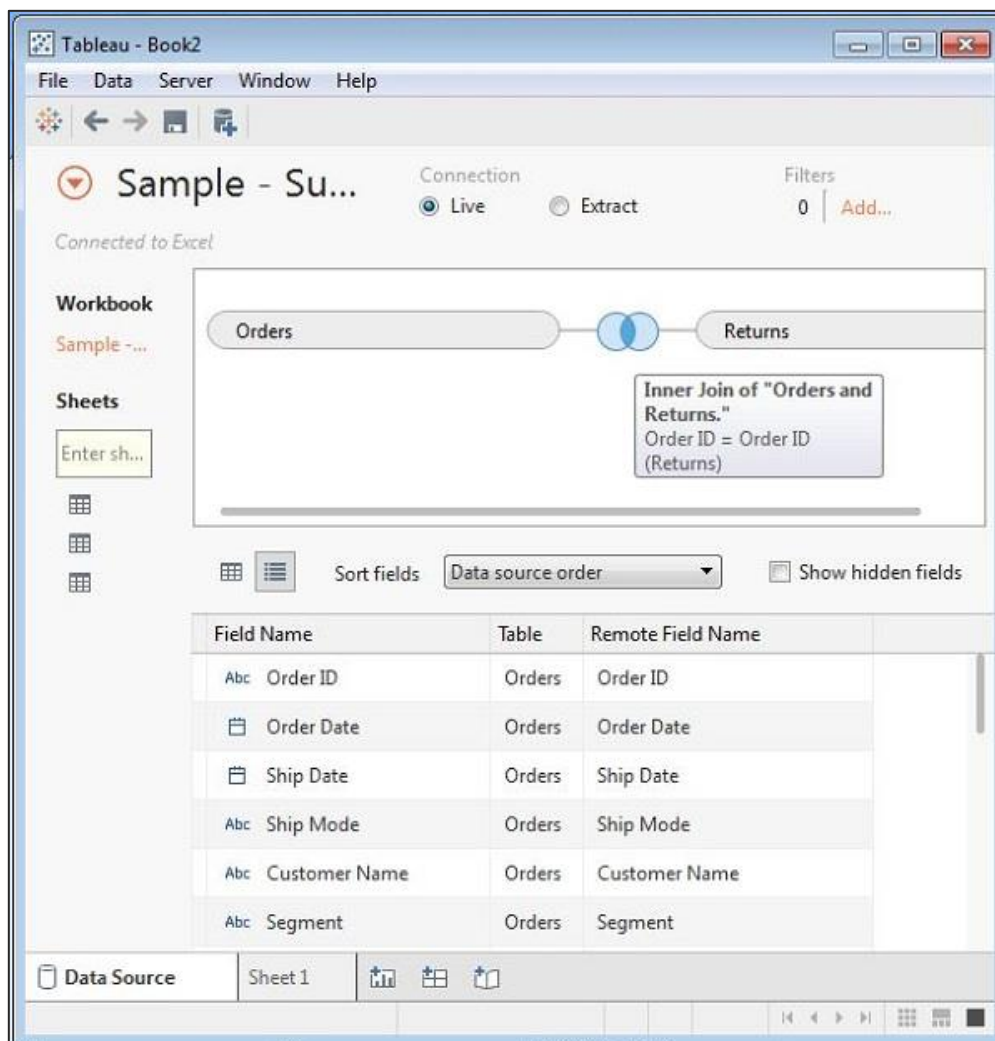 Tableau - Book2
File Data Server Window Help
Sample - Su...
Connection
Filters
Live Extract
0 Add...
Connected to Excel
Workbook
Sample -...
Sheets
Enter sh...
Orders Returns
Inner Join of "Orders and
Returns."
Order ID = Order ID
(Returns)
Sort fields Data source order Show hidden fields
Field Name Table Remote Field Name
Abc Order ID Orders Order ID
Order Date Orders Order Date
Ship Date Orders Ship Date
Abc Ship Mode Orders Ship Mode
Abc Customer Name Orders Customer Name
Abc Segment Orders Segment
Data Source Sheet 1